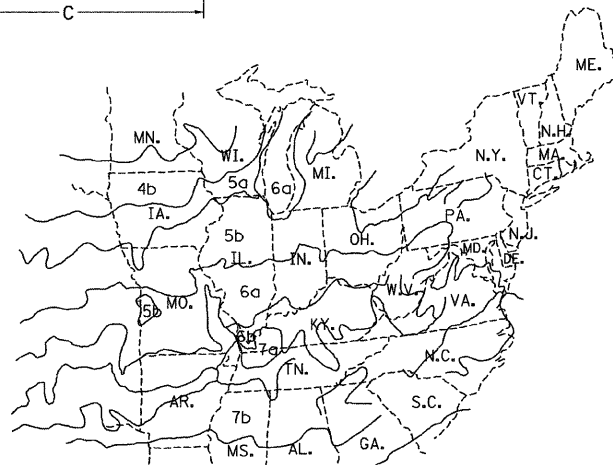 C
ME.
VT.
MN.
N.H.
WI.
MA.
N.Y.
CT.
MI.
4b
5a
6a
IA.
PA.
5b
OH.
N.J.
IL.
IN.
MD.
DE.
6a
W.V.
MO.
VA.
5b
KY.
6b
7a
N.C.
TN.
AR.
S.C.
7b
MS.
AL.
GA.